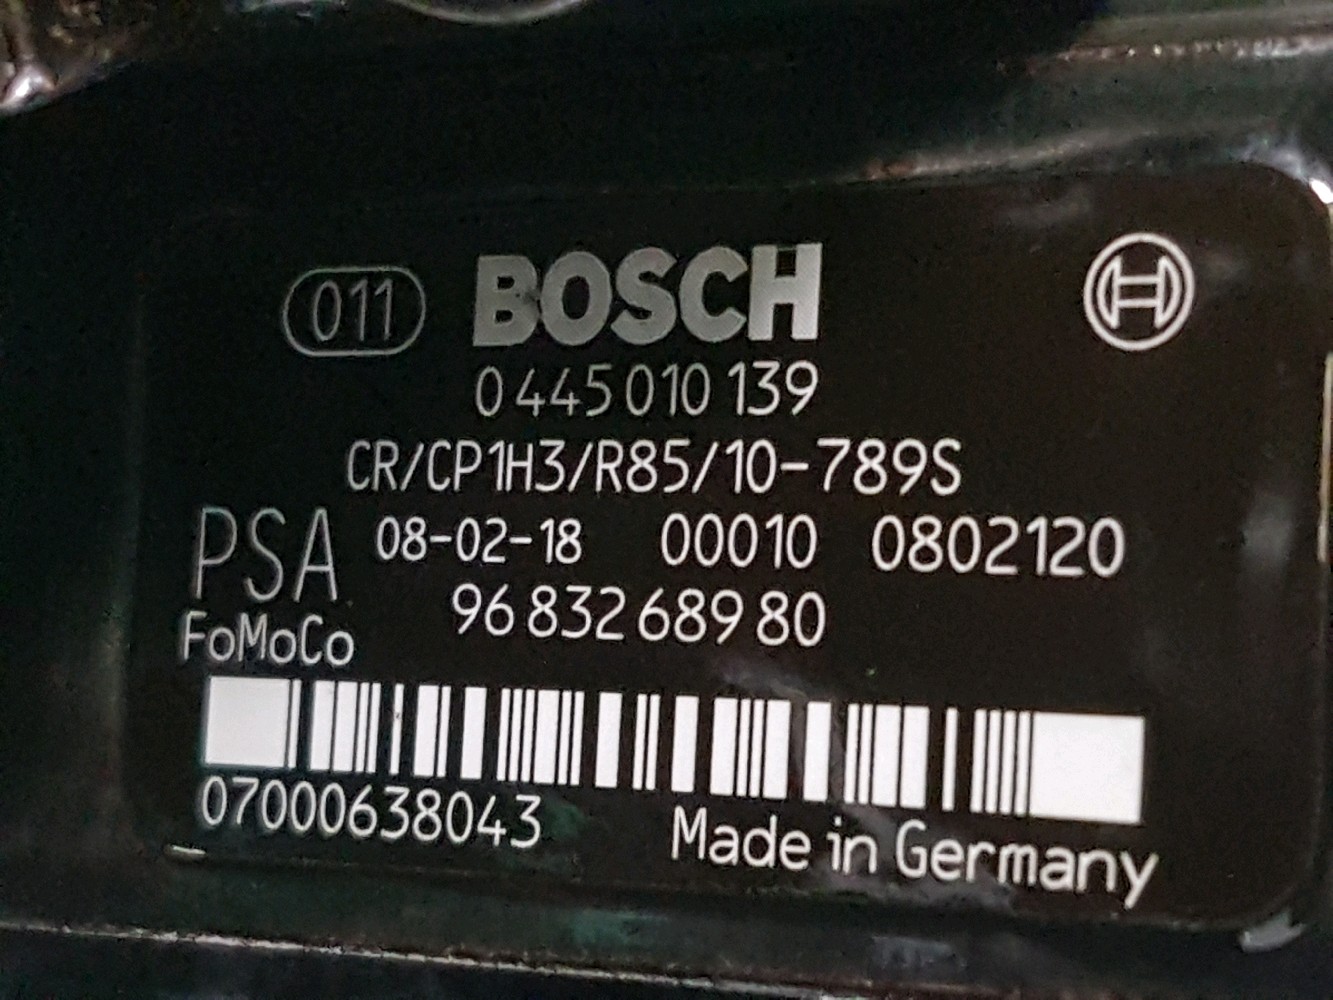 011 BOSCH
0 445 010 139
CR/CP1H3/R85/10-789S
PSA 08-02-18 00010 0802120
FoMoCo 96 832 689 80
07000638043 Made in Germany